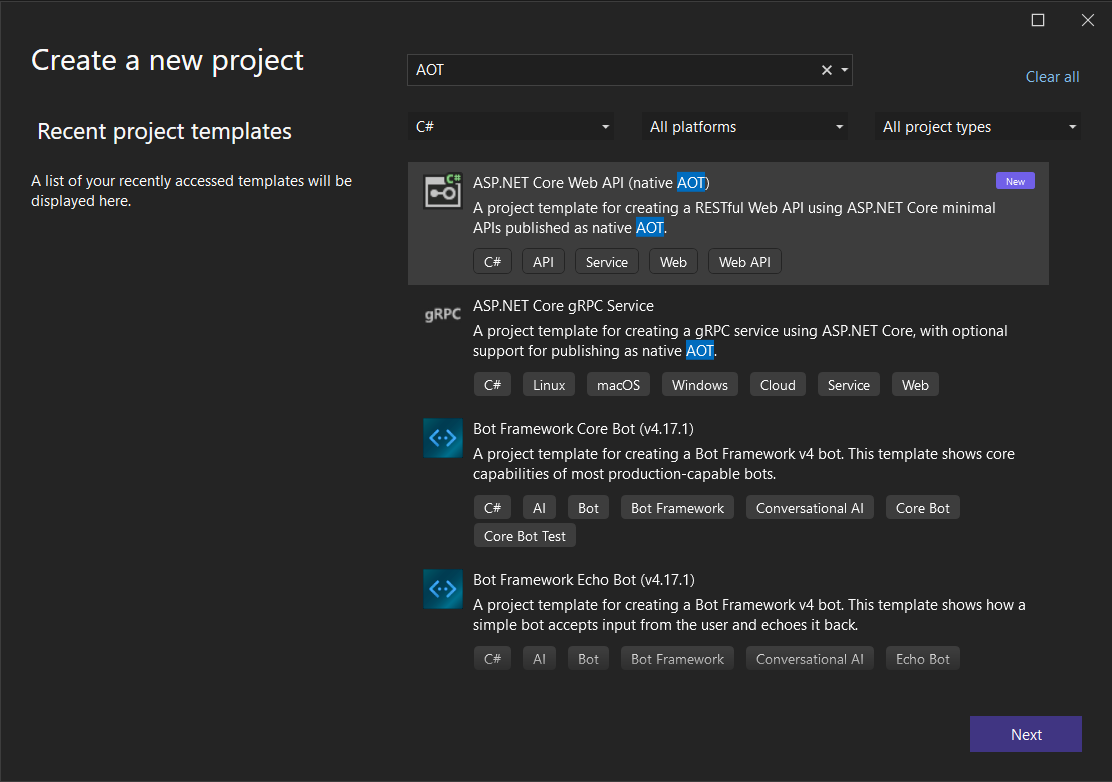 Create a new project
AOT
Clear all
Recent project templates
C#
All platforms
All project types
A list of your recently accessed templates will be
displayed here.
C#
ASP.NET Core Web API (native AOT)
New
A project template for creating a RESTful Web API using ASP.NET Core minimal
APIs published as native AOT.
C# API Service Web Web API
gRPC
ASP.NET Core gRPC Service
A project template for creating a gRPC service using ASP.NET Core, with optional
support for publishing as native AOT.
C# Linux macOS Windows Cloud Service Web
Bot Framework Core Bot (v4.17.1)
A project template for creating a Bot Framework v4 bot. This template shows core
capabilities of most production-capable bots.
C# AI Bot Bot Framework Conversational AI Core Bot
Core Bot Test
Bot Framework Echo Bot (v4.17.1)
A project template for creating a Bot Framework v4 bot. This template shows how a
simple bot accepts input from the user and echoes it back.
C# AI Bot Bot Framework Conversational AI Echo Bot
Next